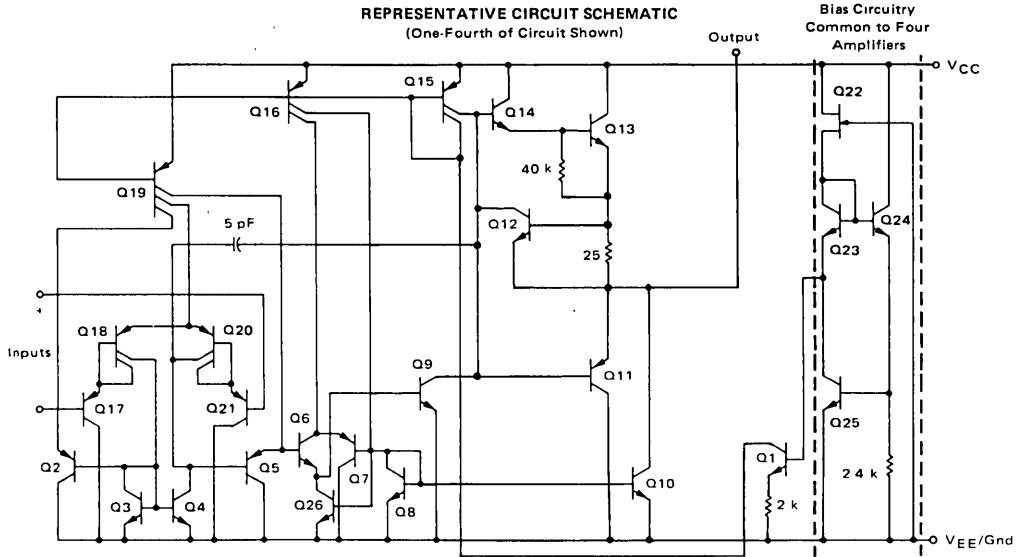 REPRESENTATIVE CIRCUIT SCHEMATIC
(One-Fourth of Circuit Shown)
Bias Circuitry
Common to Four
Amplifiers
Output
VCC
Q15
Q22
Q16
Q14
Q13
40 k
Q19
Q12
Q24
5 pF
Q23
25
+
Q18
Q20
Inputs
Q9
Q11
Q17
Q21
Q25
Q6
Q2
Q5
Q7
Q1
Q10
2.4 k
Q3
Q4
Q26
Q8
2 k
VEE/Gnd